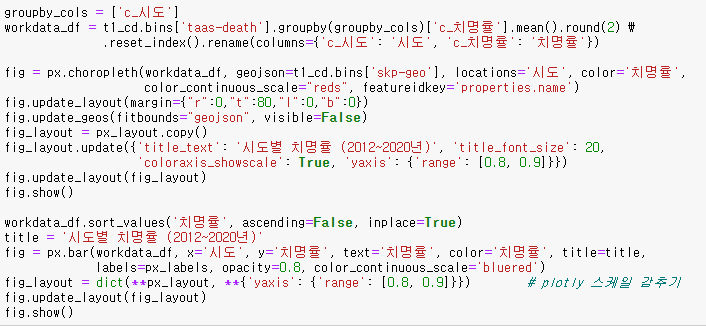 groupby_cols = ['c_시도']
workdata_df = t1_cd.bins['taas-death'].groupby(groupby_cols)['c_치명률'].mean().round(2) ₩
.reset_index().rename(columns={'c_시도': '시도', 'c_치명률': '치명률'})
fig = px.choropleth(workdata_df, geojson=t1_cd.bins['skp-geo'], locations='시도', color='치명률',
color_continuous_scale="reds", featureidkey='properties.name')
fig.update_layout(margin={"r":0,"t":80,"l":0,"b":0})
fig.update_geos(fitbounds="geojson", visible=False)
fig_layout = px_layout.copy()
fig_layout.update({'title_text': '시도별 치명률 (2012~2020년)', 'title_font_size': 20,
'coloraxis_showscale': True, 'yaxis': {'range': [0.8, 0.9]}})
fig.update_layout(fig_layout)
fig.show()
workdata_df.sort_values('치명률', ascending=False, inplace=True)
title = '시도별 치명률 (2012~2020년)'
fig = px.bar(workdata_df, x='시도', y='치명률', text='치명률', color='치명률', title=title,
labels=px_labels, opacity=0.8, color_continuous_scale='bluered')
fig_layout = dict(**px_layout, **{'yaxis': {'range': [0.8, 0.9]}}) # plotly 스케일 감추기
fig.update_layout(fig_layout)
fig.show()